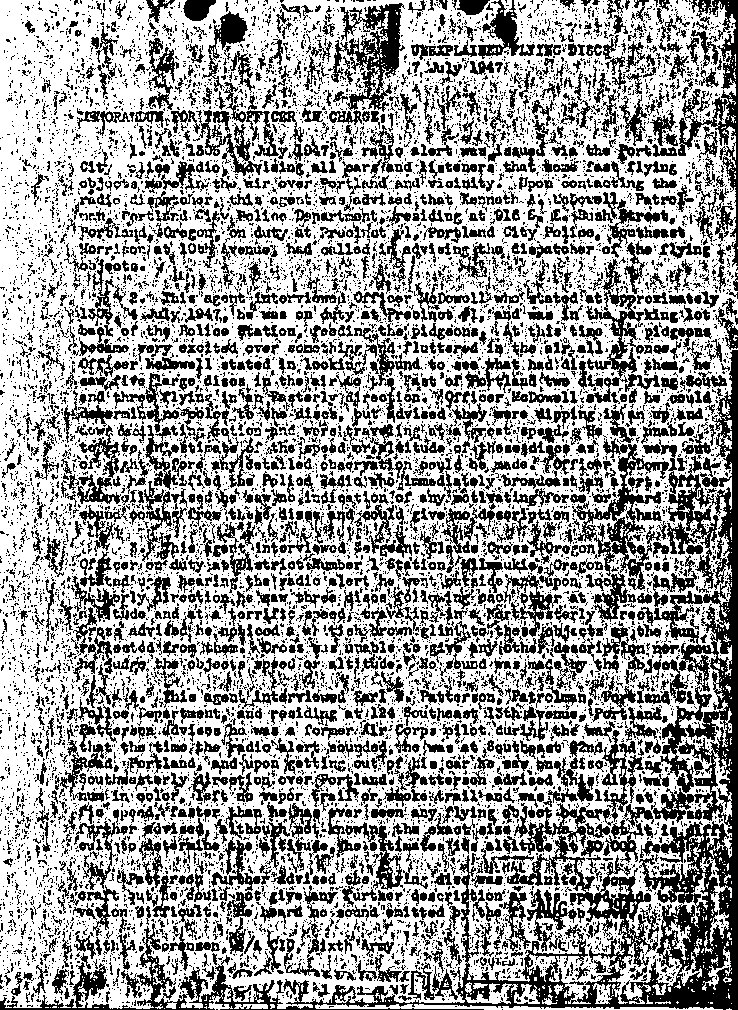 CONFIDENTIAL
UNEXPLAINED FLYING DISCS
7 July 1947
MEMORANDUM FOR THE OFFICER IN CHARGE:
1. At 1305, 4 July 1947, a radio alert was issued via the Portland
City Police Radio, advising all cars and listeners that some fast flying
objects were in the air over Portland and vicinity. Upon contacting the
radio dispatcher, this agent was advised that Kenneth A. McDowell, Patrol-
man, Portland City Police Department, residing at 916 S. E. Bush Street,
Portland, Oregon, on duty at Precinct #1, Portland City Police, Southeast
Morrison at 10th Avenue, had called in advising the dispatcher of the flying
objects.
2. This agent interviewed Officer McDowell who stated at approximately
1305, 4 July 1947, he was on duty at Precinct #1, and was in the parking lot
back of the Police Station, feeding the pidgeons. At this time the pidgeons
became very excited over something and fluttered in the air all at once.
Officer McDowell stated in looking around to see what had disturbed them, he
saw five large discs in the air to the East of Portland two discs flying South
and three flying in an Easterly direction. Officer McDowell stated he could
determine no color to the discs, but advised they were dipping in an up and
down oscillating motion and were traveling at a great speed. He was unable
to give an estimate of the speed or altitude of these discs as they were out
of sight before any detailed observation could be made. Officer McDowell ad-
vised he notified the Police Radio who immediately broadcast an alert. Officer
McDowell advised he saw no indication of any motivating force or heard any
sound coming from these discs and could give no description other than round.
3. This agent interviewed Sergeant Claude Cross, Oregon State Police
Officer on duty at District Number 1 Station, Milwaukie, Oregon. Cross
stated upon hearing the radio alert he went outside and upon looking in an
direction he saw three discs following each other at an undetermined
altitude and at a terrific speed, traveling in a Northwesterly direction.
Cross advised he noticed a brown glint to these objects as the sun
reflected from them. Cross was unable to give any other description nor could
he judge the objects speed or altitude. No sound was made by the objects.
4. This agent interviewed Earl Patterson, Patrolman, Portland City
Police Department, and residing at 124 Southeast 13th Avenue, Portland, Oregon
Patterson advises he was a former Air Corps pilot during the war. He stated
that the time the radio alert sounded, he was at Southeast 82nd and Foster
Road, Portland, and upon getting out of his car he saw one disc flying in a
Southwesterly direction over Portland. Patterson advised this disc was alumi-
num in color, left no vapor trail or smoke trail and was traveling at a terri-
fic speed, faster than he has ever seen any flying object before. Patterson
further advised, although not knowing the exact size of the object it is diffi
cult to determine the altitude, he estimates its altitude at 30,000 feet.
Patterson further advised the flying disc was definitely some type of air-
craft but he could not give any further description as its speed made obser-
vation difficult. He heard no sound emitted by the flying object.
Sorensen, S/A CIC, Sixth Army
CONFIDENTIAL